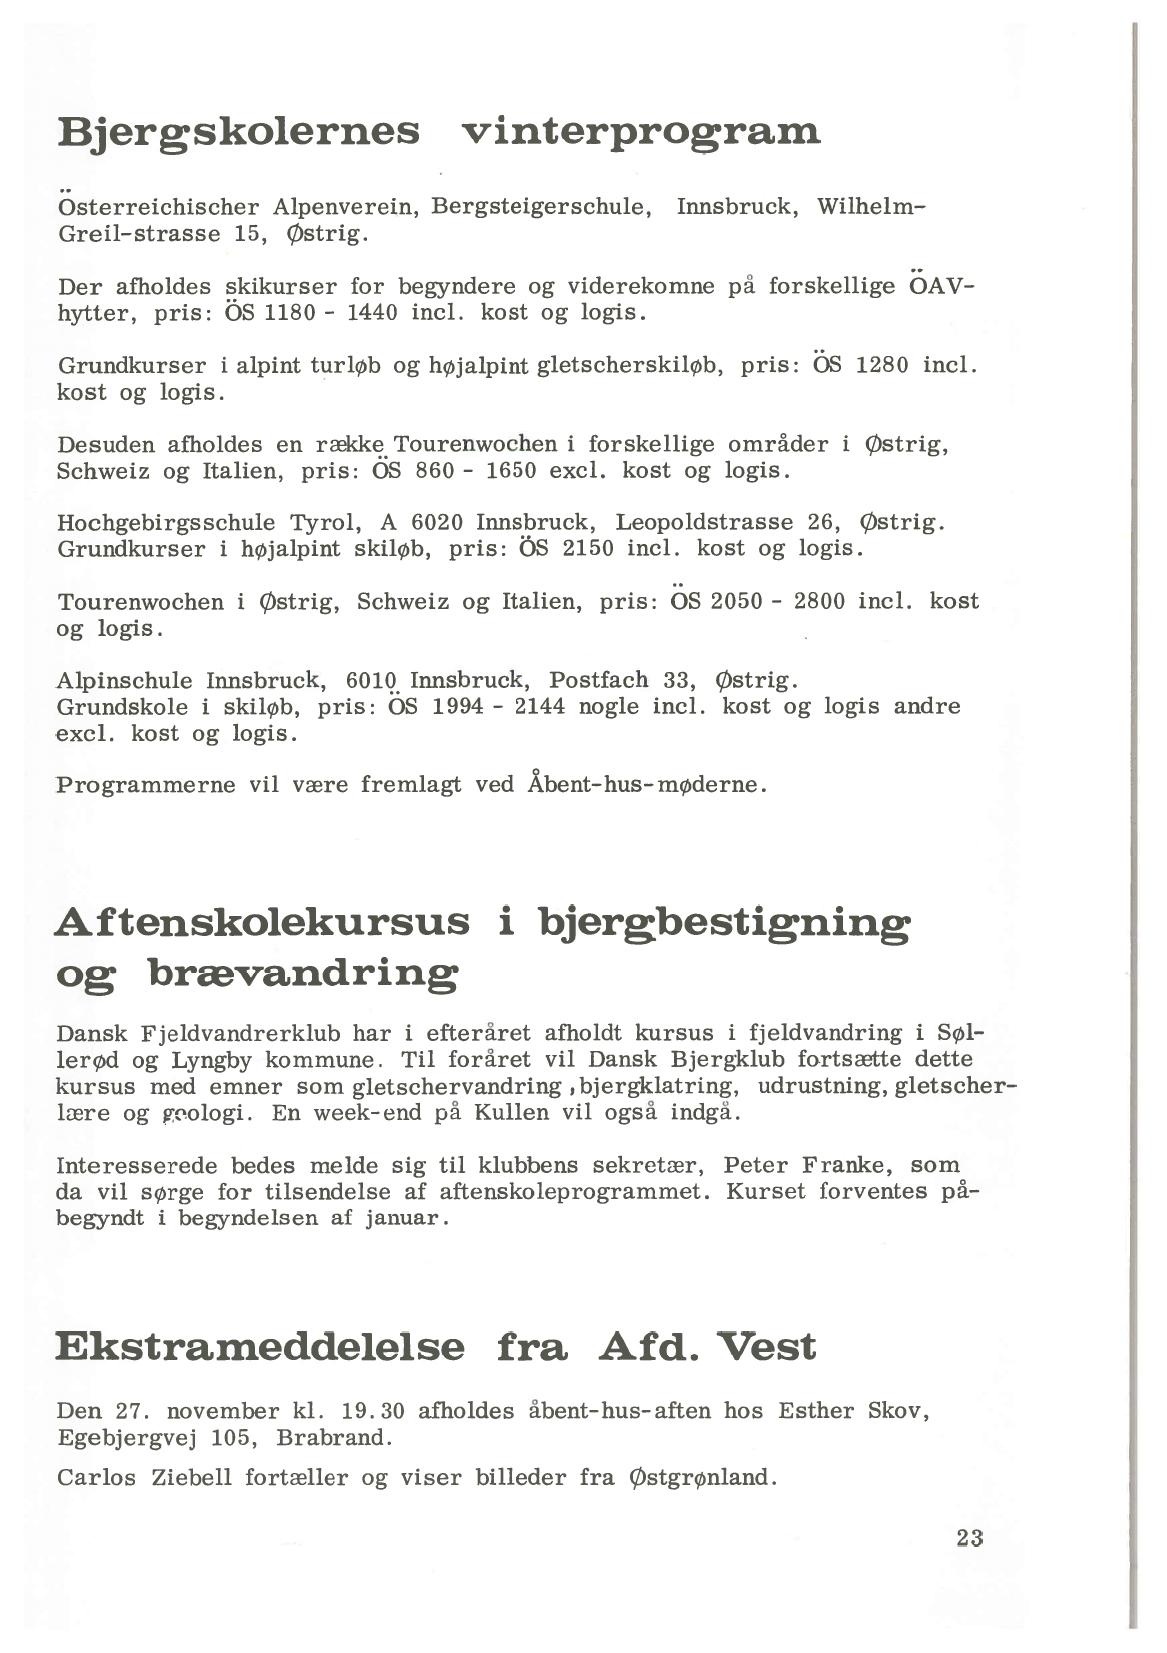 Bjergskolernes vinterprogram
Österreichischer Alpenverein, Bergsteigerschule, Innsbruck, Wilhelm-
Greil-strasse 15, Østrig.
Der afholdes skikurser for begyndere og viderekomne på forskellige ÖAV-
hytter, pris: ÖS 1180 - 1440 incl. kost og logis.
Grundkurser i alpint turløb og højalpint gletscherskiløb, pris: ÖS 1280 incl.
kost og logis.
Desuden afholdes en række Tourenwochen i forskellige områder i Østrig,
Schweiz og Italien, pris: ÖS 860 - 1650 excl. kost og logis.
Hochgebirgsschule Tyrol, A 6020 Innsbruck, Leopoldstrasse 26, Østrig.
Grundkurser i højalpint skiløb, pris: ÖS 2150 incl. kost og logis.
Tourenwochen i Østrig, Schweiz og Italien, pris: ÖS 2050 - 2800 incl. kost
og logis.
Alpinschule Innsbruck, 6010 Innsbruck, Postfach 33, Østrig.
Grundskole i skiløb, pris: ÖS 1994 - 2144 nogle incl. kost og logis andre
excl. kost og logis.
Programmerne vil være fremlagt ved Åbent-hus-møderne.
Aftenskolekursus i bjergbestigning
og brævandring
Dansk Fjeldvandrerklub har i efteråret afholdt kursus i fjeldvandring i Søl-
lerød og Lyngby kommune. Til foråret vil Dansk Bjergklub fortsætte dette
kursus med emner som gletschervandring, bjergklatring, udrustning, gletscher-
lære og geologi. En week-end på Kullen vil også indgå.
Interesserede bedes melde sig til klubbens sekretær, Peter Franke, som
da vil sørge for tilsendelse af aftenskoleprogrammet. Kurset forventes på-
begyndt i begyndelsen af januar.
Ekstrameddelelse fra Afd. Vest
Den 27. november kl. 19.30 afholdes åbent-hus-aften hos Esther Skov,
Egebjergvej 105, Brabrand.
Carlos Ziebell fortæller og viser billeder fra Østgrønland.
23